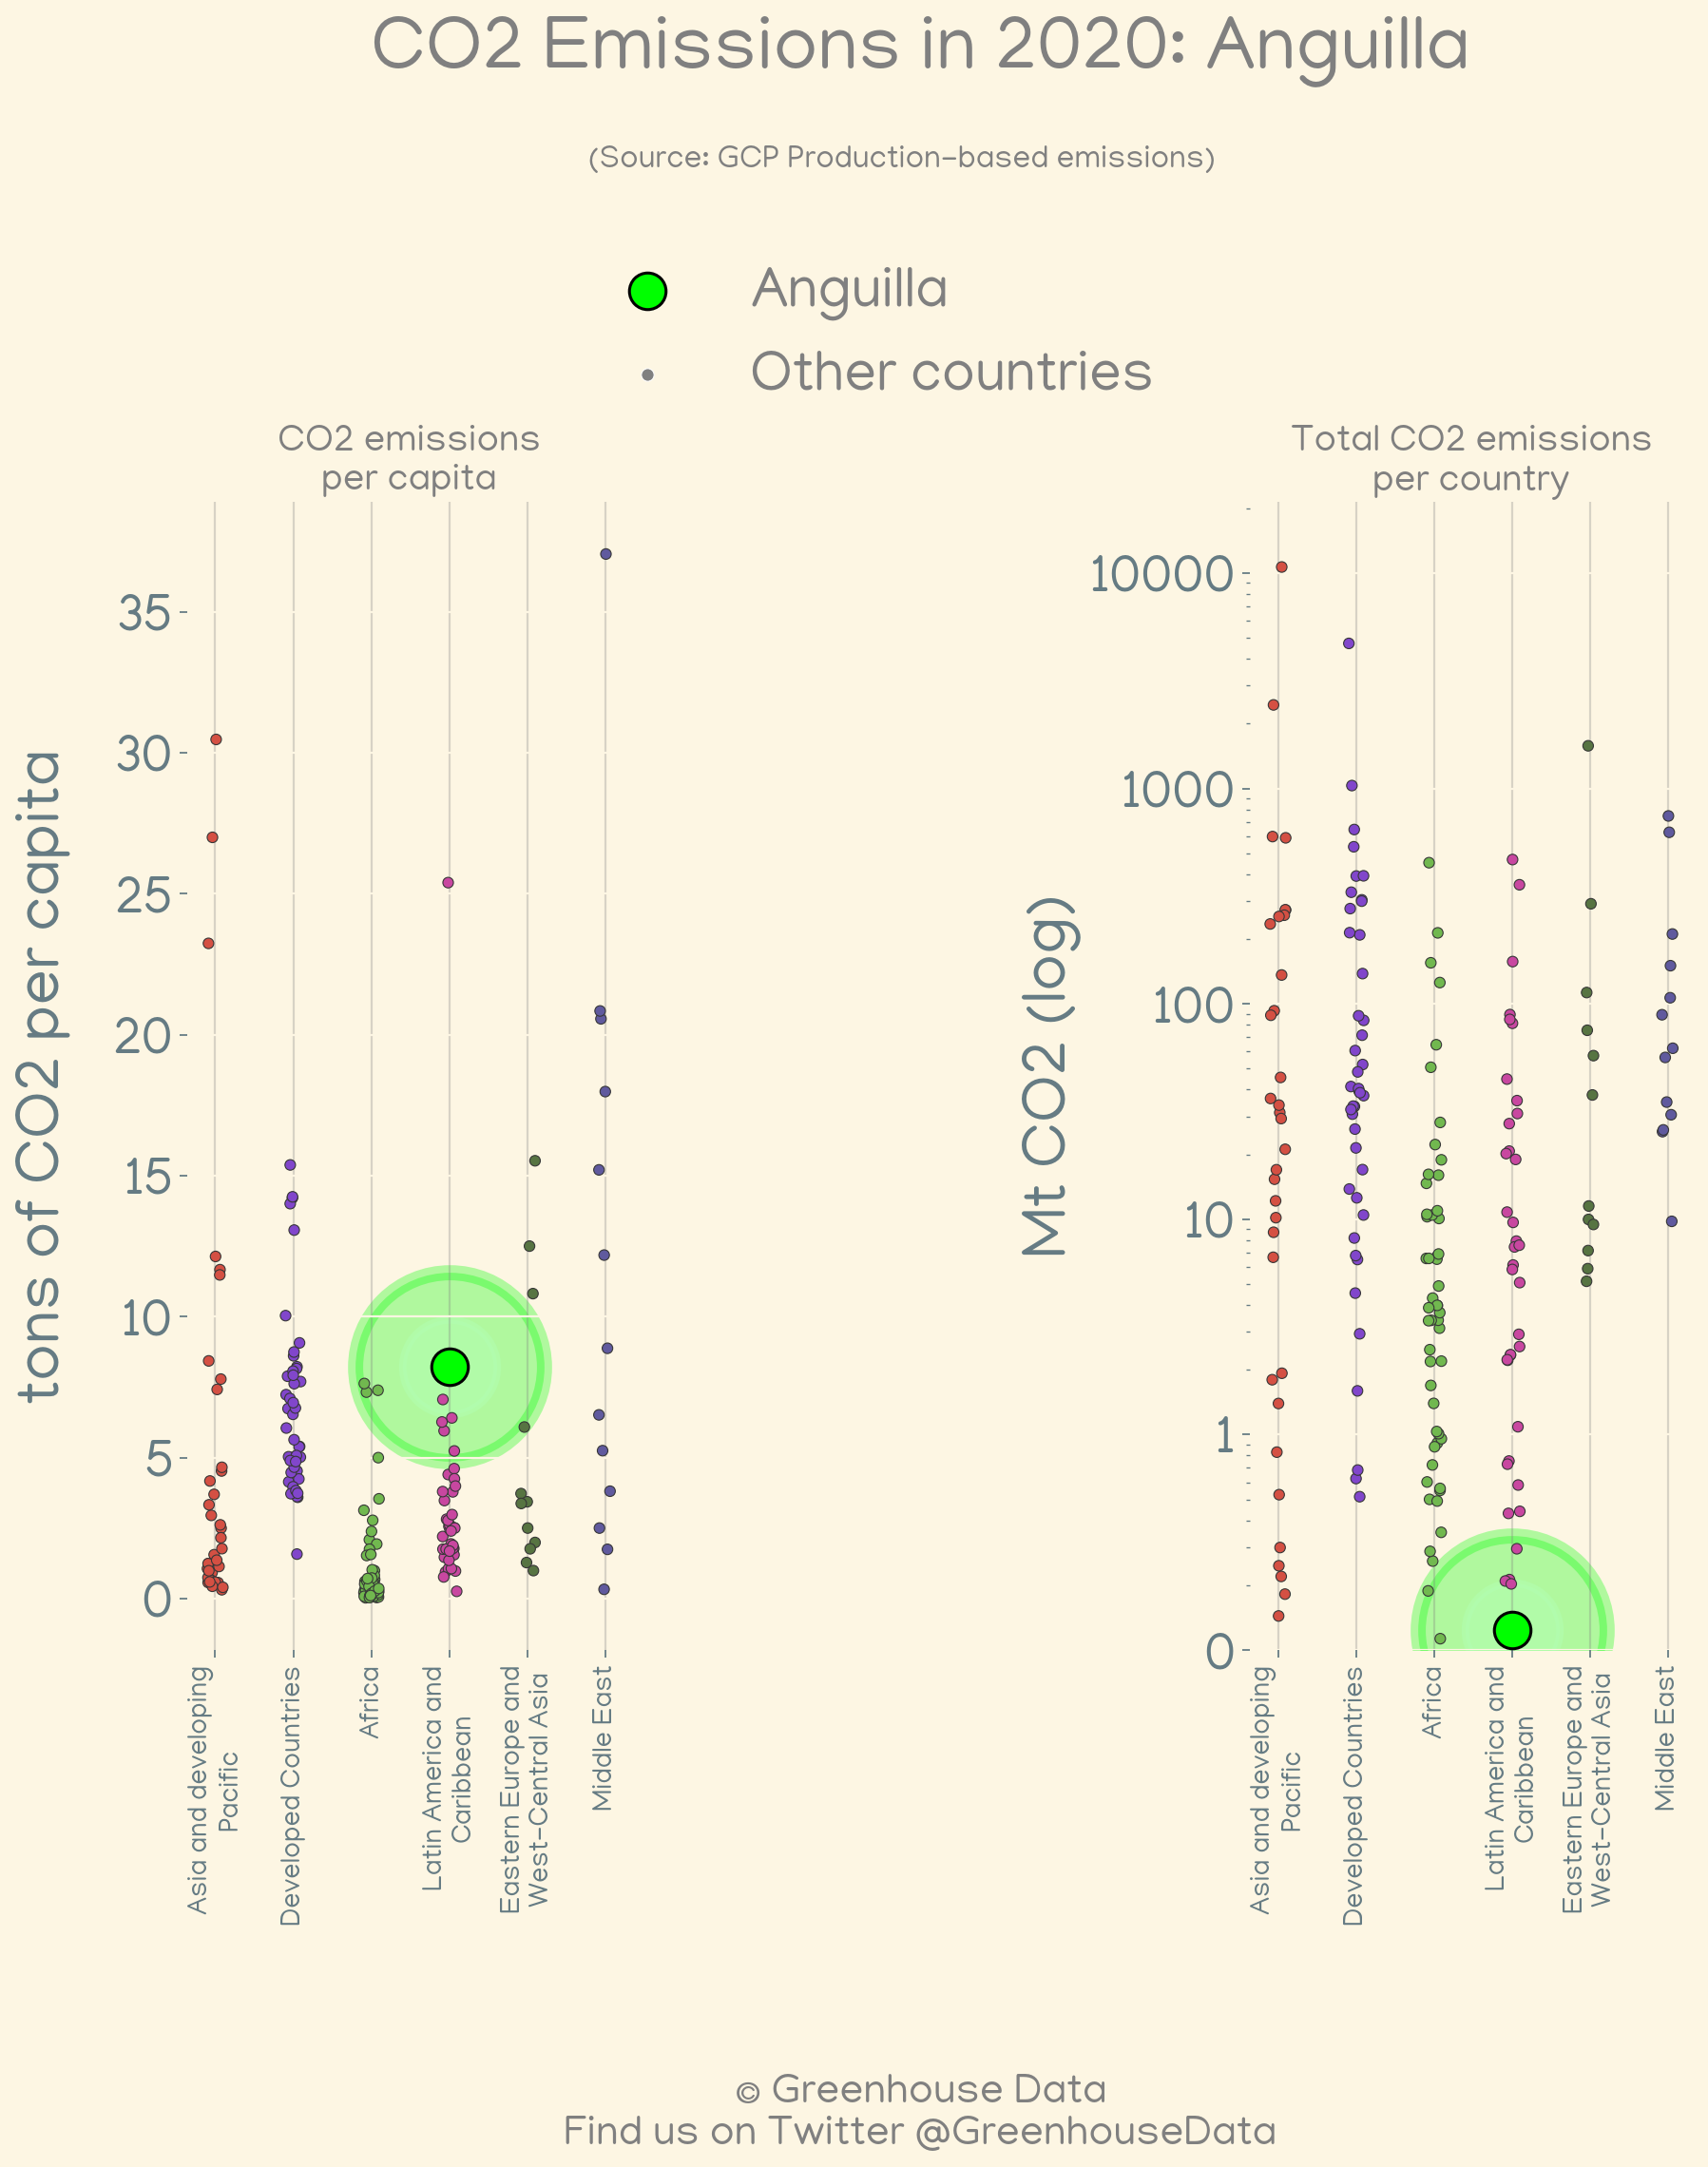 CO2 Emissions in 2020: Anguilla
(Source: GCP Production-based emissions)
Anguilla
Other countries
CO2 emissions
per capita
tons of CO2 per capita
35
30
25
20
15
10
5
0
Asia and developing
Pacific
Developed Countries
Africa
Latin America and
Caribbean
Eastern Europe and
West-Central Asia
Middle East
Total CO2 emissions
per country
Mt CO2 (log)
10000
1000
100
10
1
0
Asia and developing
Pacific
Developed Countries
Africa
Latin America and
Caribbean
Eastern Europe and
West-Central Asia
Middle East
© Greenhouse Data
Find us on Twitter @GreenhouseData